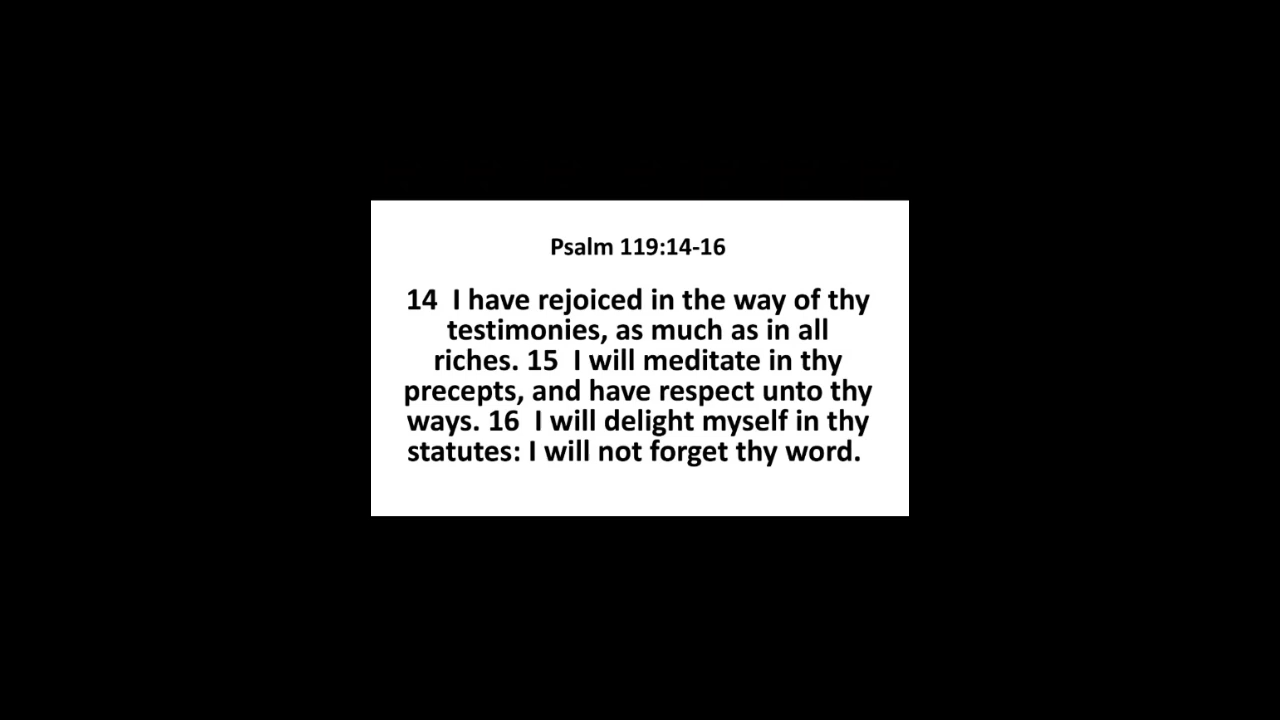 Psalm 119:14-16
14  I have rejoiced in the way of thy
testimonies, as much as in all
riches. 15  I will meditate in thy
precepts, and have respect unto thy
ways. 16  I will delight myself in thy
statutes: I will not forget thy word.